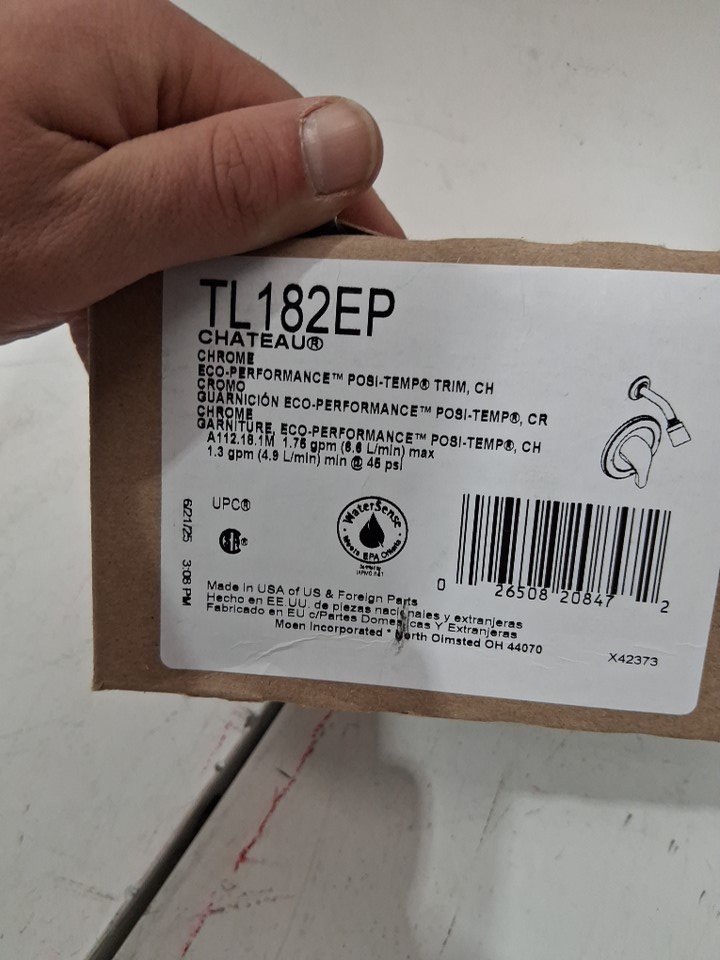 TL182EP
CHATEAU®
CHROME
ECO-PERFORMANCE™ POSI-TEMP® TRIM, CH
CROMO
GUARNICIÓN ECO-PERFORMANCE™ POSI-TEMP®, CR
CHROME
GARNITURE, ECO-PERFORMANCE™ POSI-TEMP®, CH
A112.18.1M 1.75 gpm (6.6 L/min) max
1.3 gpm (4.9 L/min) min @ 45 psi
6/21/25 3:08 PM
UPC®
WaterSense
Meets EPA Criteria
0 26508 20847 2
Made in USA of US & Foreign Parts
Hecho en EE.UU. de piezas nacionales y extranjeras
Fabricado en EU c/Partes Domesticas Y Extranjeras
Moen Incorporated * North Olmsted OH 44070
X42373